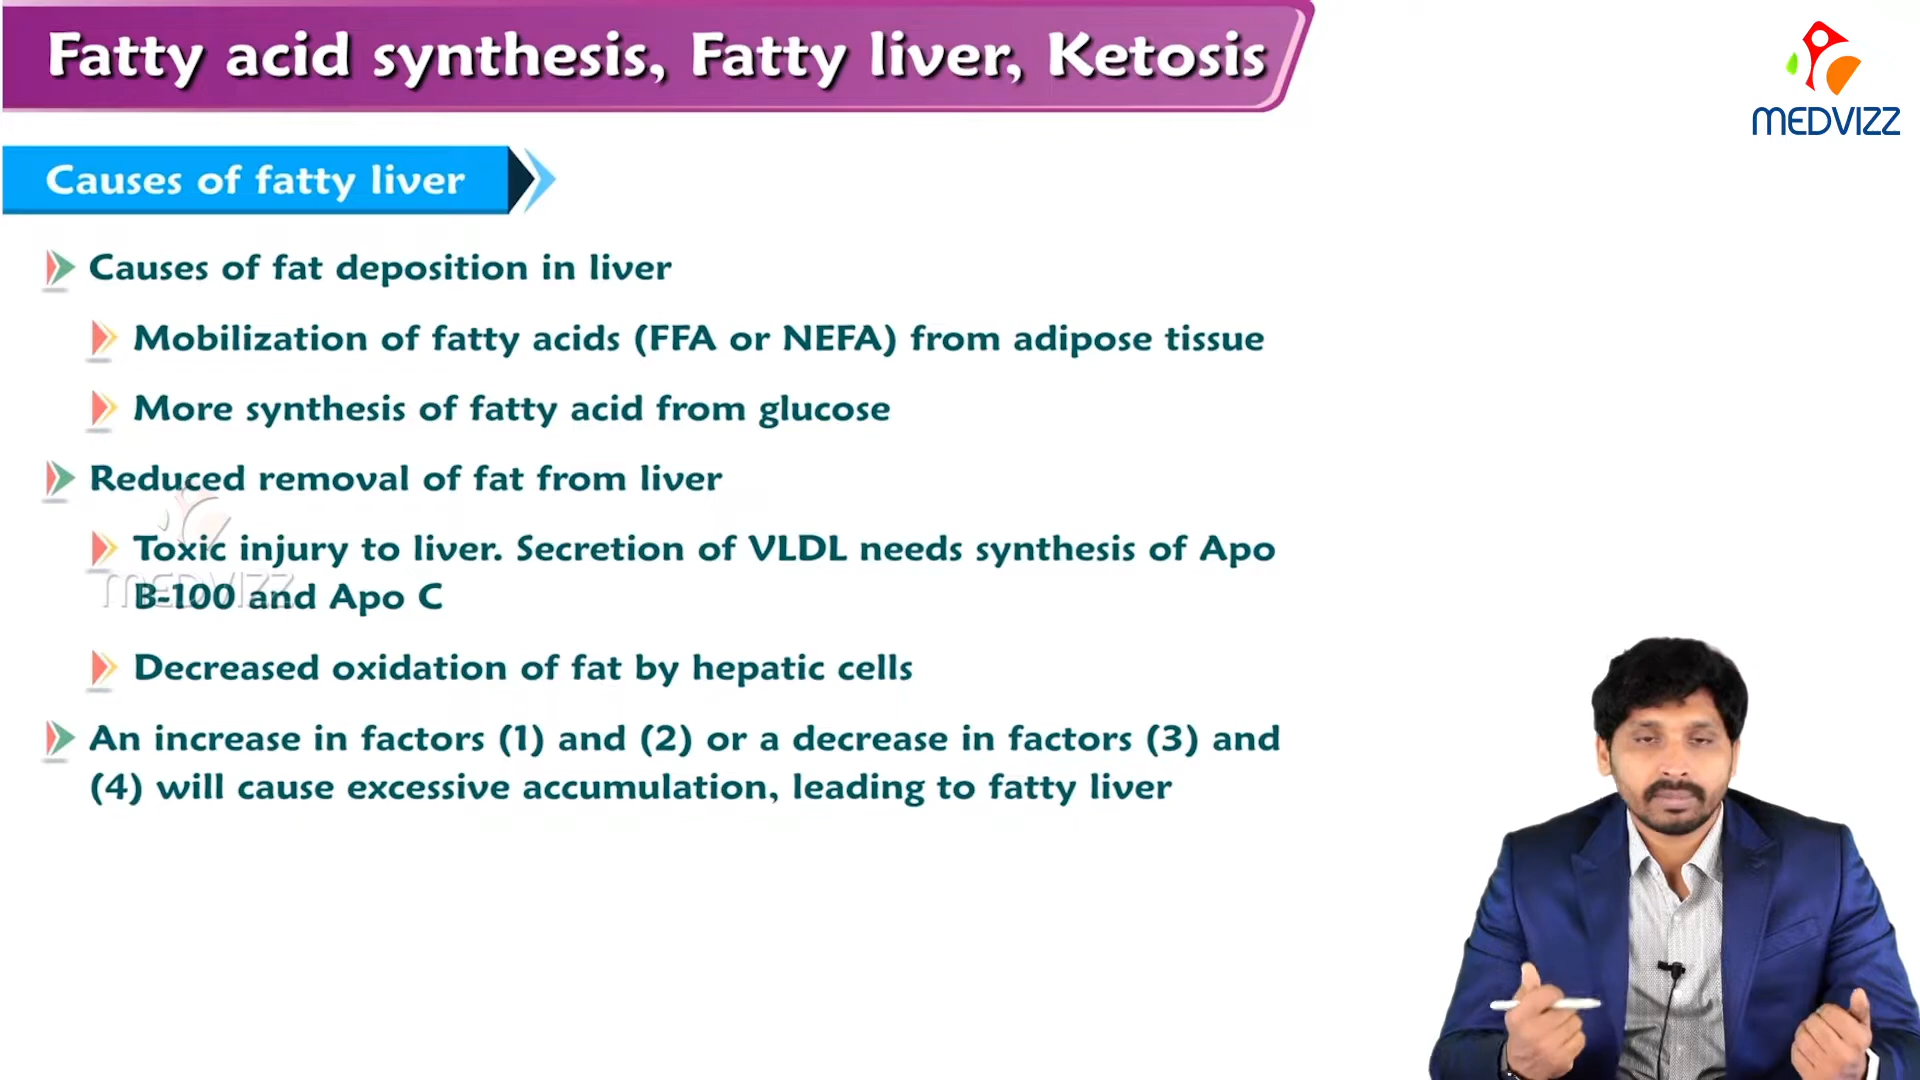 Fatty acid synthesis, Fatty liver, Ketosis
MEDVIZZ
Causes of fatty liver
Causes of fat deposition in liver
Mobilization of fatty acids (FFA or NEFA) from adipose tissue
More synthesis of fatty acid from glucose
Reduced removal of fat from liver
Toxic injury to liver. Secretion of VLDL needs synthesis of Apo
B-100 and Apo C
MEDVIZZ
Decreased oxidation of fat by hepatic cells
An increase in factors (1) and (2) or a decrease in factors (3) and
(4) will cause excessive accumulation, leading to fatty liver